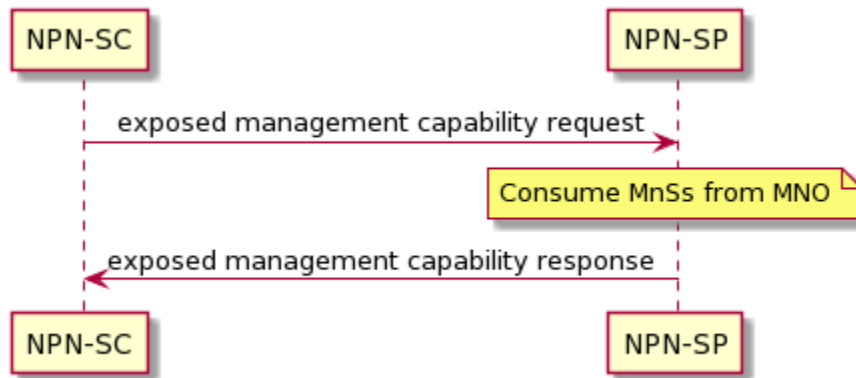 NPN-SC
NPN-SP
exposed management capability request
Consume MnSs from MNO
exposed management capability response
NPN-SC
NPN-SP